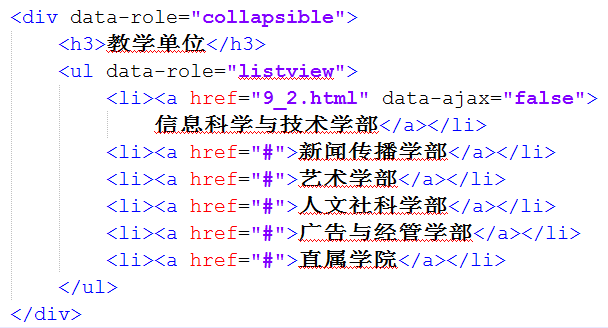 <div data-role="collapsible">
<h3>教学单位</h3>
<ul data-role="listview">
<li><a href="9_2.html" data-ajax="false">
信息科学与技术学部</a></li>
<li><a href="#">新闻传播学部</a></li>
<li><a href="#">艺术学部</a></li>
<li><a href="#">人文社科学部</a></li>
<li><a href="#">广告与经管学部</a></li>
<li><a href="#">直属学院</a></li>
</ul>
</div>